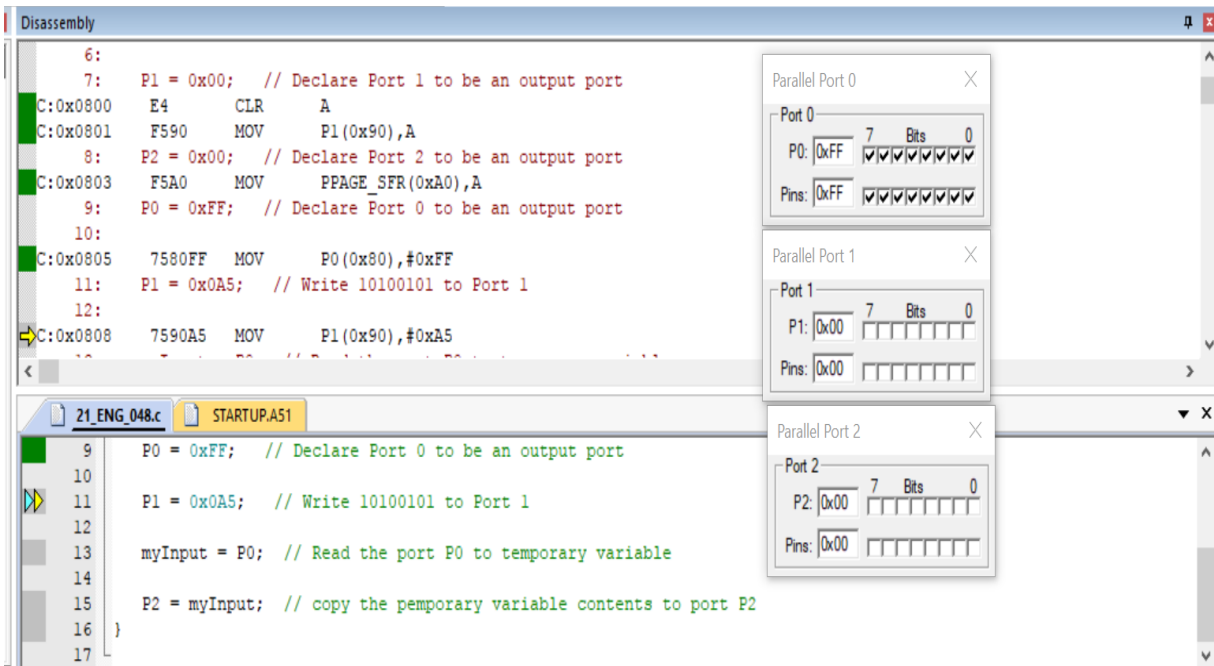 Disassembly
6:
7: P1 = 0x00; // Declare Port 1 to be an output port
C:0x0800 E4 CLR A
C:0x0801 F590 MOV P1(0x90),A
8: P2 = 0x00; // Declare Port 2 to be an output port
C:0x0803 F5A0 MOV PPAGE_SFR(0xA0),A
9: P0 = 0xFF; // Declare Port 0 to be an output port
10:
C:0x0805 7580FF MOV P0(0x80),#0xFF
11: P1 = 0x0A5; // Write 10100101 to Port 1
12:
C:0x0808 7590A5 MOV P1(0x90),#0xA5
Parallel Port 0 X
Port 0
7 Bits 0
P0: 0xFF
Pins: 0xFF
Parallel Port 1 X
Port 1
7 Bits 0
P1: 0x00
Pins: 0x00
Parallel Port 2 X
Port 2
7 Bits 0
P2: 0x00
Pins: 0x00
21_ENG_048.c STARTUP.A51
9 P0 = 0xFF; // Declare Port 0 to be an output port
10
11 P1 = 0x0A5; // Write 10100101 to Port 1
12
13 myInput = P0; // Read the port P0 to temporary variable
14
15 P2 = myInput; // copy the pemporary variable contents to port P2
16 }
17